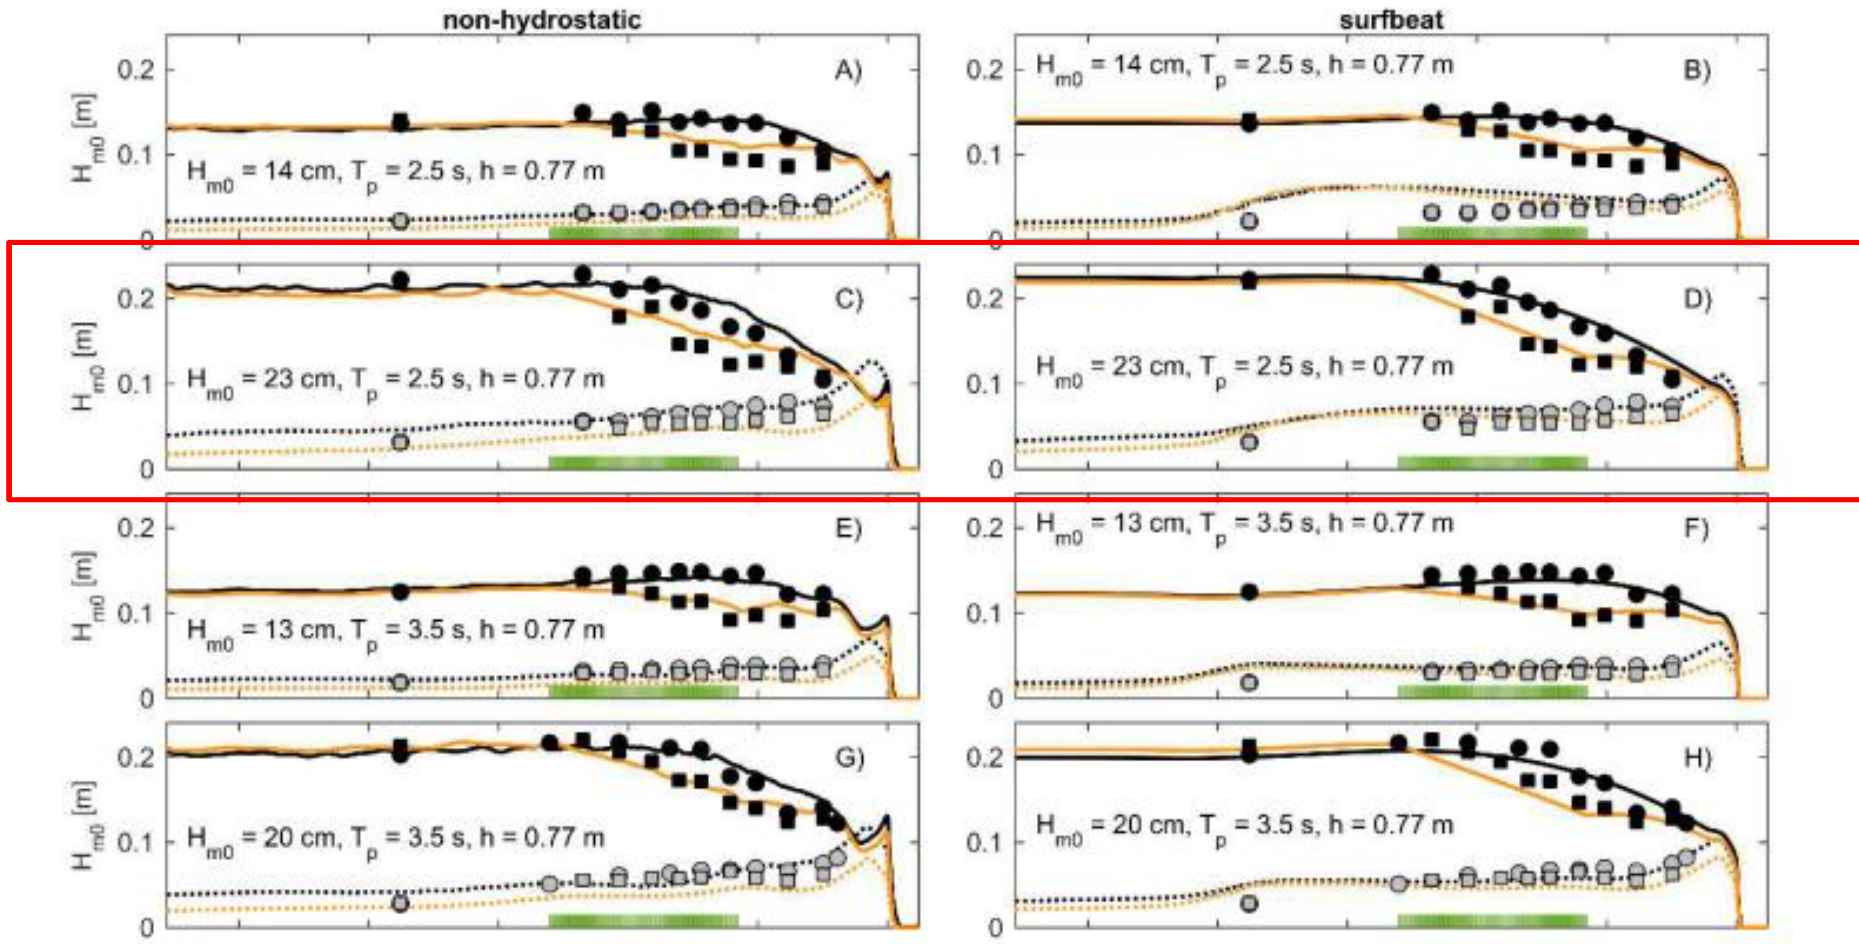 non-hydrostatic
surfbeat
0.2
0.1
0
H_m0 [m]
A)
H_m0 = 14 cm, T_p = 2.5 s, h = 0.77 m
0.2
0.1
0
B)
H_m0 = 14 cm, T_p = 2.5 s, h = 0.77 m
0.2
0.1
0
H_m0 [m]
C)
H_m0 = 23 cm, T_p = 2.5 s, h = 0.77 m
0.2
0.1
0
D)
H_m0 = 23 cm, T_p = 2.5 s, h = 0.77 m
0.2
0.1
0
H_m0 [m]
E)
H_m0 = 13 cm, T_p = 3.5 s, h = 0.77 m
0.2
0.1
0
F)
H_m0 = 13 cm, T_p = 3.5 s, h = 0.77 m
0.2
0.1
0
H_m0 [m]
G)
H_m0 = 20 cm, T_p = 3.5 s, h = 0.77 m
0.2
0.1
0
H)
H_m0 = 20 cm, T_p = 3.5 s, h = 0.77 m